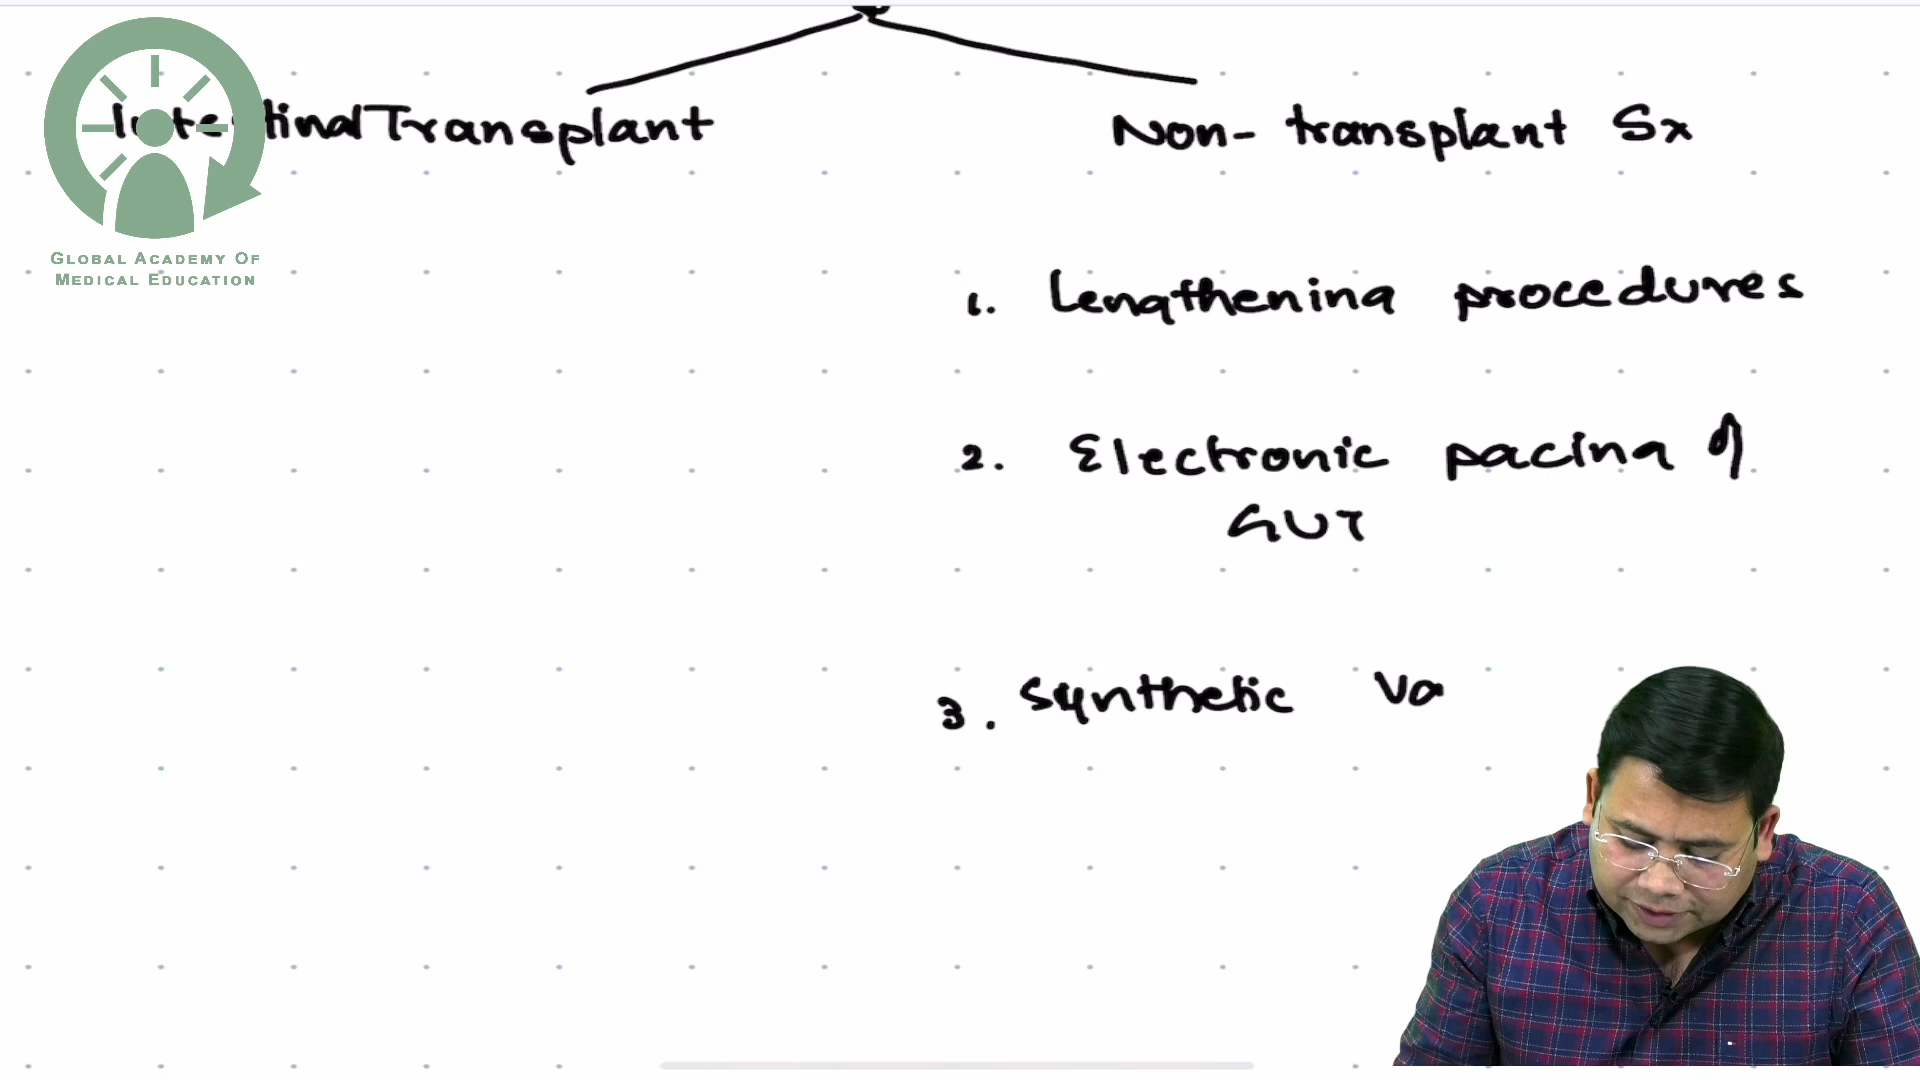 Intestinal Transplant
Non-transplant Sx
GLOBAL ACADEMY OF
MEDICAL EDUCATION
1. Lengthening procedures
2. Electronic pacing of
GUT
3. Synthetic Va